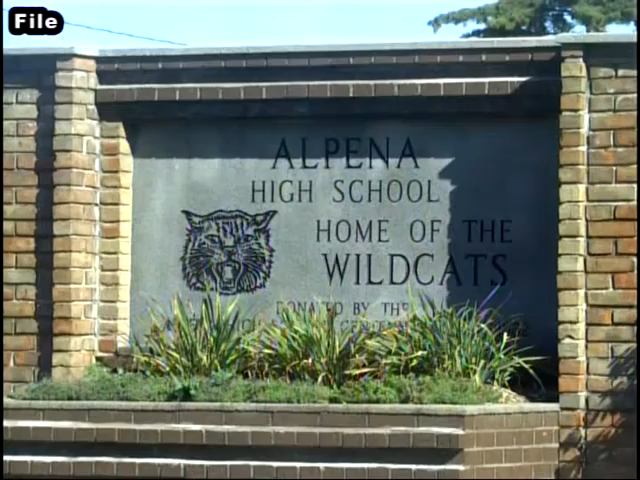 File
ALPENA
HIGH SCHOOL
HOME OF THE
WILDCATS
DONATED BY THE